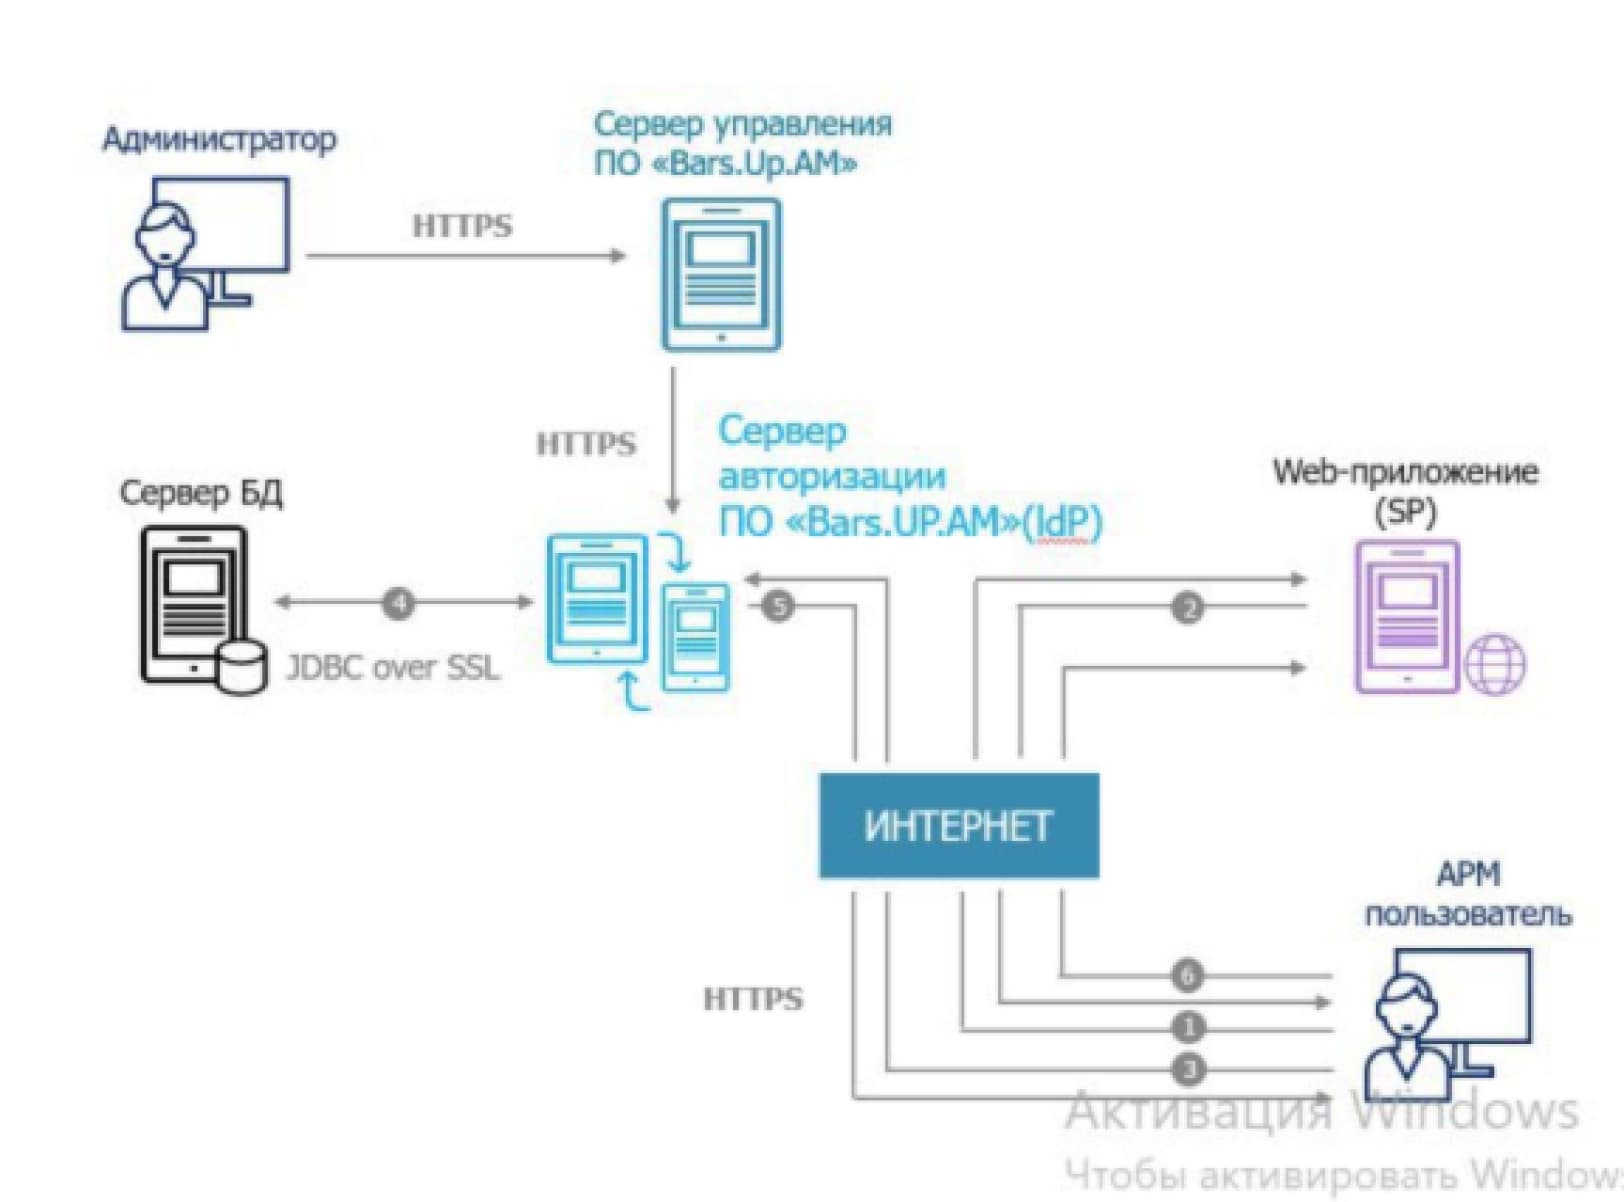 Администратор
Сервер управления
ПО «Bars.Up.AM»
HTTPS
HTTPS
Сервер
авторизации
ПО «Bars.UP.AM»(IdP)
Сервер БД
Web-приложение
(SP)
4
5
2
JDBC over SSL
ИНТЕРНЕТ
АРМ
пользователь
HTTPS
6
1
3
Активация Windows
Чтобы активировать Windows